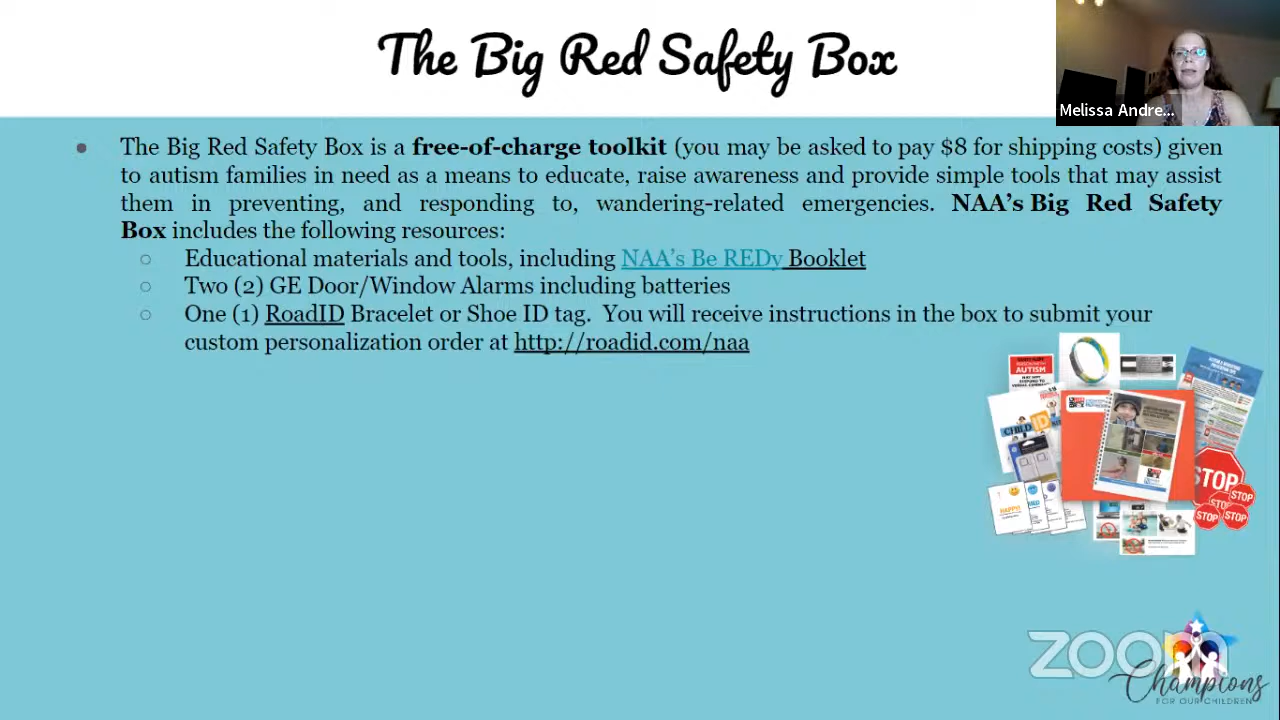 The Big Red Safety Box
Melissa Andre...
● The Big Red Safety Box is a free-of-charge toolkit (you may be asked to pay $8 for shipping costs) given
to autism families in need as a means to educate, raise awareness and provide simple tools that may assist
them in preventing, and responding to, wandering-related emergencies. NAA's Big Red Safety
Box includes the following resources:
○ Educational materials and tools, including NAA's Be REDy Booklet
○ Two (2) GE Door/Window Alarms including batteries
○ One (1) RoadID Bracelet or Shoe ID tag. You will receive instructions in the box to submit your
custom personalization order at http://roadid.com/naa
AUTISM
CHILD ID
HAPPY
STOP
STOP
STOP
STOP
zoom
Champions
FOR OUR CHILDREN